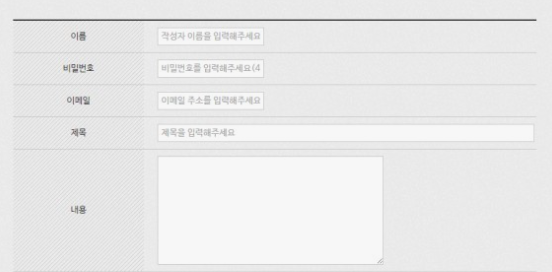 이름
작성자 이름을 입력해주세요
비밀번호
비밀번호를 입력해주세요(4
이메일
이메일 주소를 입력해주세요
제목
제목을 입력해주세요
내용